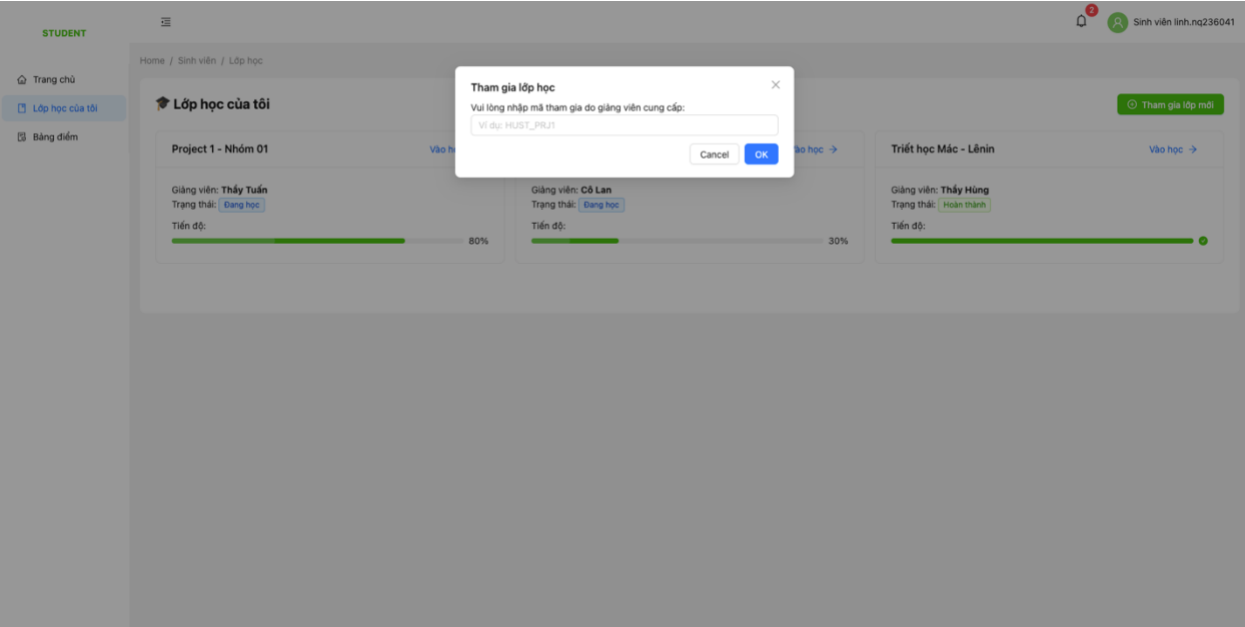 STUDENT
2
Sinh viên linh.nq236041
Home / Sinh viên / Lớp học
Trang chủ
Lớp học của tôi
Bảng điểm
Lớp học của tôi
Tham gia lớp mới
Tham gia lớp học
Vui lòng nhập mã tham gia do giảng viên cung cấp:
Ví dụ: HUST_PRJ1
Cancel OK
Project 1 - Nhóm 01
Vào
Giảng viên: Thầy Tuấn
Trạng thái: Đang học
Tiến độ:
80%
học →
Giảng viên: Cô Lan
Trạng thái: Đang học
Tiến độ:
30%
Triết học Mác - Lênin
Vào học →
Giảng viên: Thầy Hùng
Trạng thái: Hoàn thành
Tiến độ: